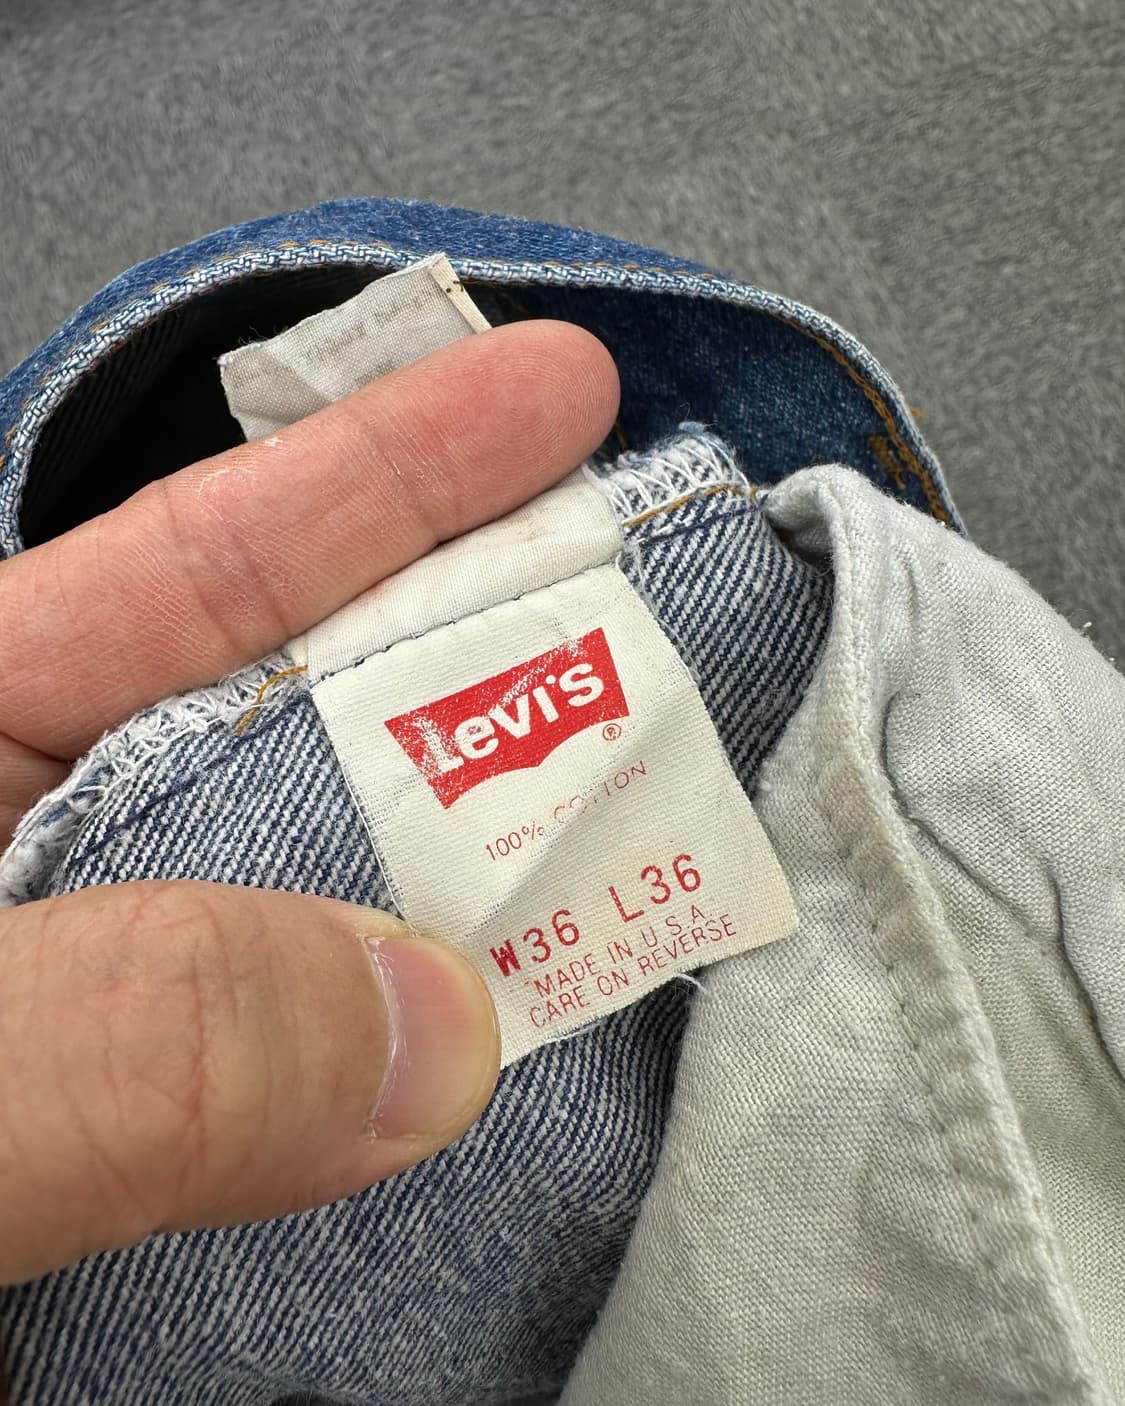 Levi's
®
100% COTTON
W36 L36
MADE IN U S A
CARE ON REVERSE